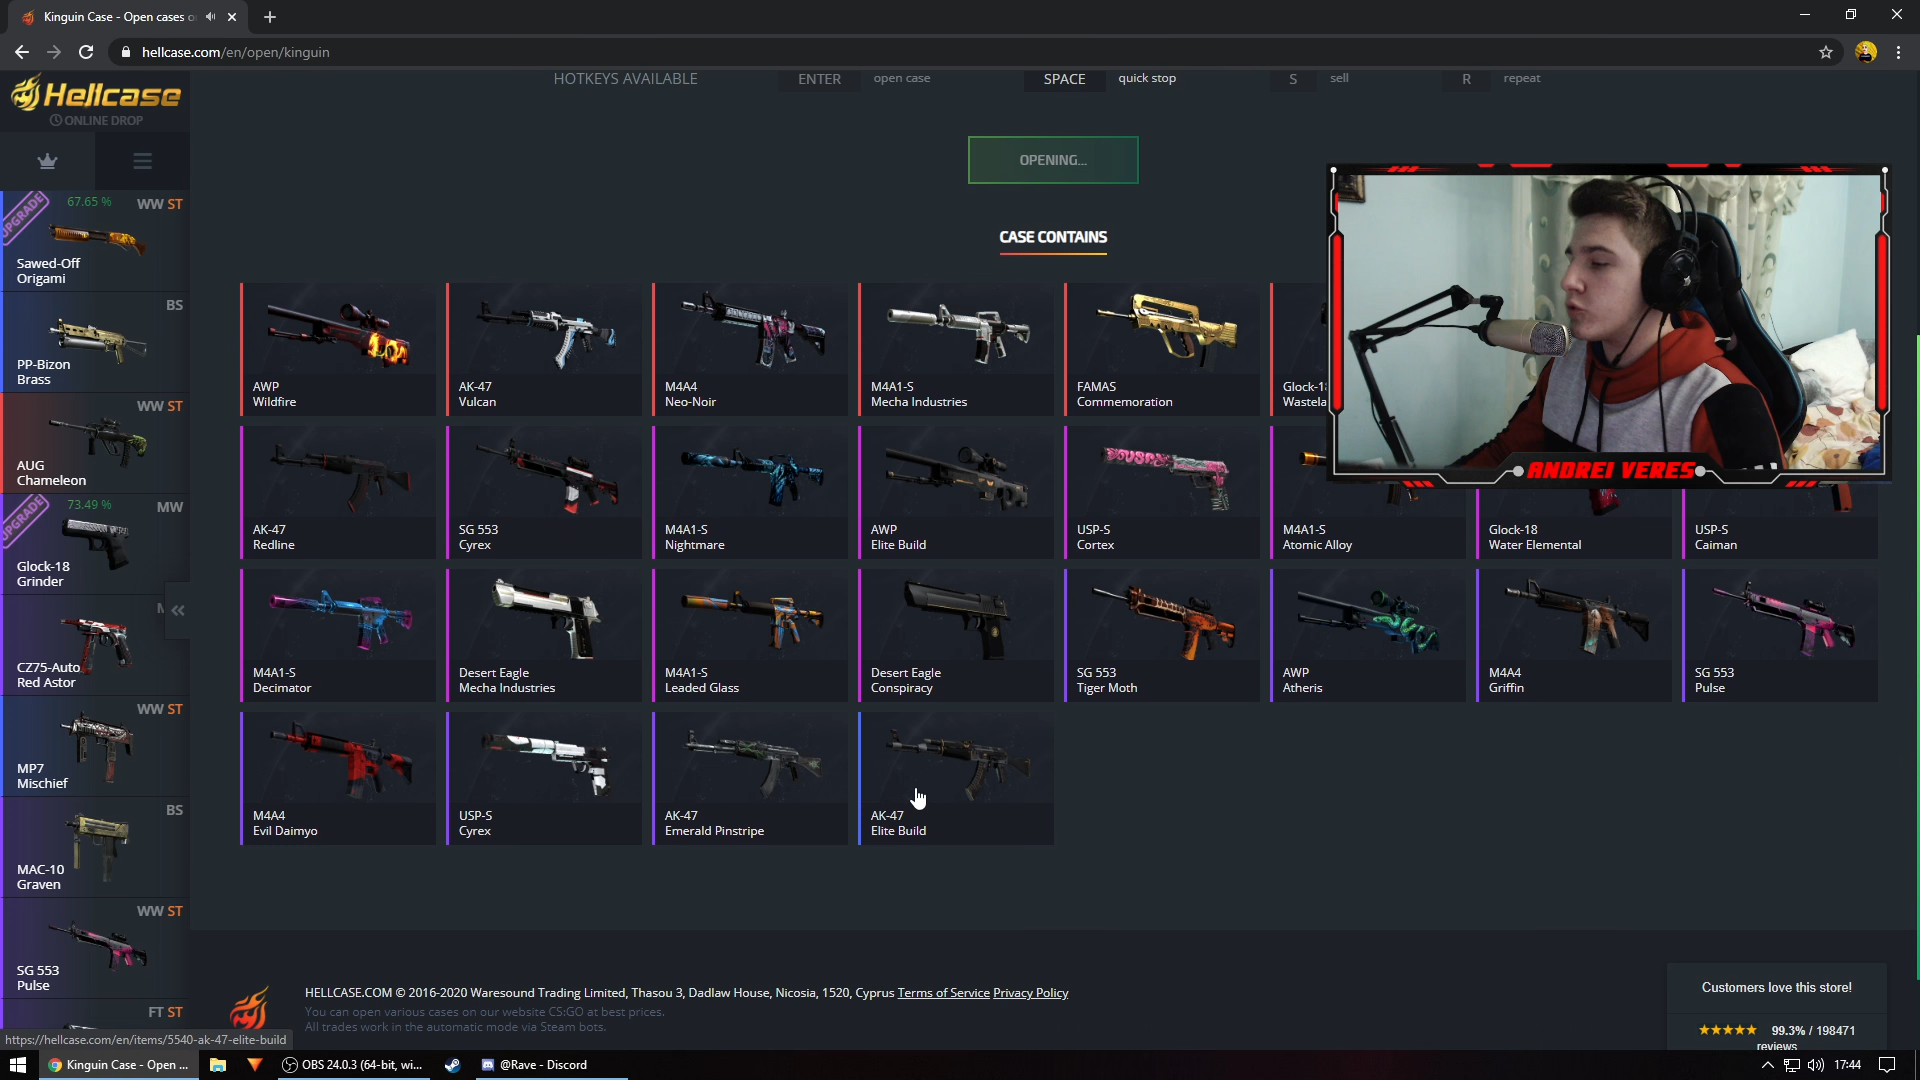 Kinguin Case - Open cases o
hellcase.com/en/open/kinguin
Hellcase
ONLINE DROP
HOTKEYS AVAILABLE
ENTER open case
SPACE quick stop
S sell
R repeat
OPENING...
CASE CONTAINS
UPGRADE
67.65 %
WW ST
Sawed-Off
Origami
BS
PP-Bizon
Brass
WW ST
AUG
Chameleon
UPGRADE
73.49 %
MW
Glock-18
Grinder
CZ75-Auto
Red Astor
WW ST
MP7
Mischief
BS
MAC-10
Graven
WW ST
SG 553
Pulse
FT ST
AWP
Wildfire
AK-47
Vulcan
M4A4
Neo-Noir
M4A1-S
Mecha Industries
FAMAS
Commemoration
Glock-18
Wastela
ANDREI VERES
AK-47
Redline
SG 553
Cyrex
M4A1-S
Nightmare
AWP
Elite Build
USP-S
Cortex
M4A1-S
Atomic Alloy
Glock-18
Water Elemental
USP-S
Caiman
M4A1-S
Decimator
Desert Eagle
Mecha Industries
M4A1-S
Leaded Glass
Desert Eagle
Conspiracy
SG 553
Tiger Moth
AWP
Atheris
M4A4
Griffin
SG 553
Pulse
M4A4
Evil Daimyo
USP-S
Cyrex
AK-47
Emerald Pinstripe
AK-47
Elite Build
HELLCASE.COM © 2016-2020 Waresound Trading Limited, Thasou 3, Dadlaw House, Nicosia, 1520, Cyprus Terms of Service Privacy Policy
You can open various cases on our website CS:GO at best prices.
All trades work in the automatic mode via Steam bots.
Customers love this store!
99.3% / 198471
reviews
https://hellcase.com/en/items/5540-ak-47-elite-build
Kinguin Case - Open ...
OBS 24.0.3 (64-bit, wi...
@Rave - Discord
17:44